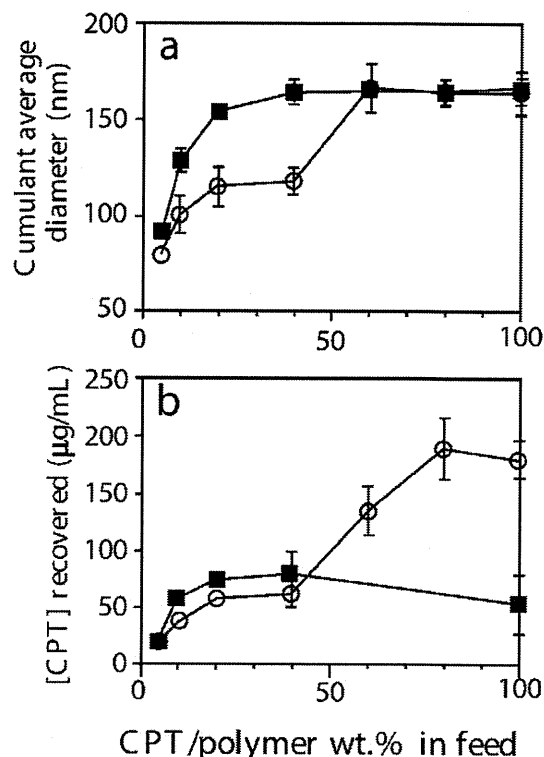 a
200
150
100
50
0
50
100
Cumulant average
diameter (nm)
b
250
200
150
100
50
0
0
50
100
[CPT] recovered (μg/mL)
CPT/polymer wt.% in feed